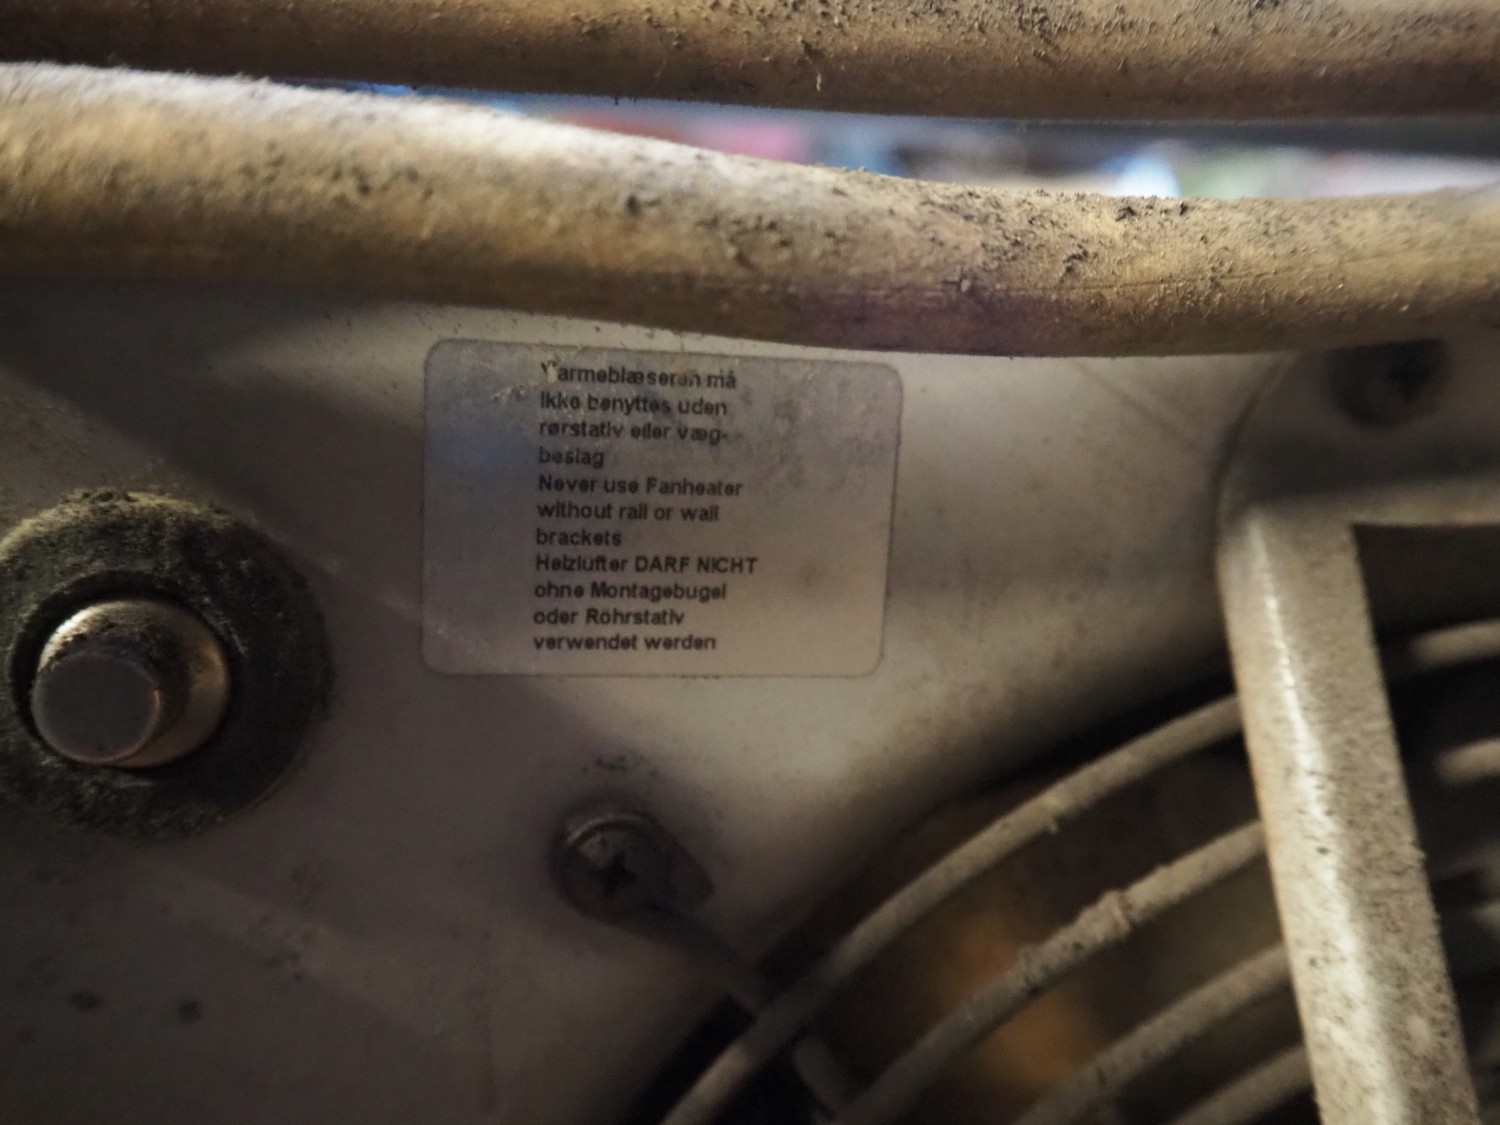 Varmeblæseren må
ikke benyttes uden
rørstativ eller væg-
beslag
Never use Fanheater
without rail or wall
brackets
Heizlüfter DARF NICHT
ohne Montagebugel
oder Röhrstativ
verwendet werden